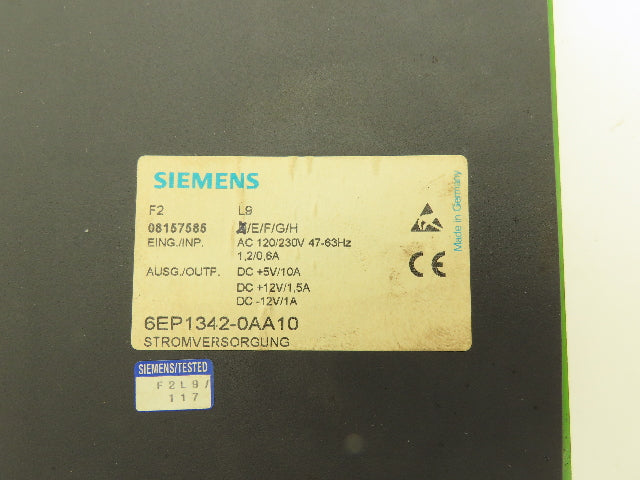 SIEMENS
F2 L9
08157585 /E/F/G/H
EING./INP. AC 120/230V 47-63Hz
1,2/0,6A
AUSG./OUTF. DC +5V/10A
DC +12V/1,5A
DC -12V/1A
6EP1342-0AA10
STROMVERSORGUNG
Made in Germany
CE
SIEMENS/TESTED
F2L9/
117